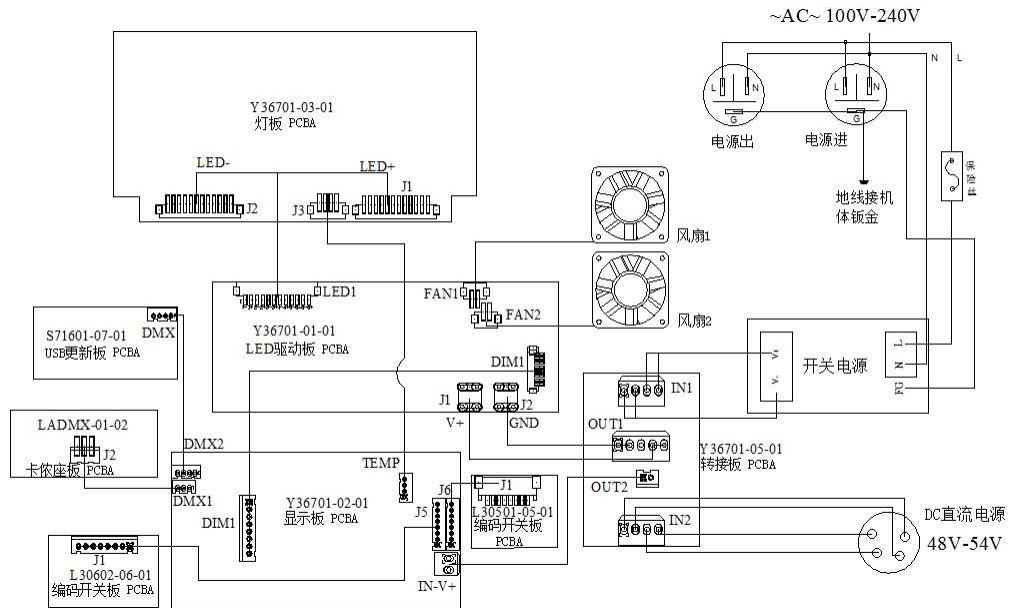 ~AC~ 100V-240V
N
L
L
N
G
L
N
G
电源出
电源进
保险丝
地线接机
体钣金
Y36701-03-01
灯板 PCBA
LED-
LED+
J1
J2
J3
风扇1
风扇2
FAN1
FAN2
LED1
Y36701-01-01
LED驱动板 PCBA
DIM1
J1
V+
J2
GND
DMX
S71601-07-01
USB更新板 PCBA
LADMX-01-02
J2
卡侬座板 PCBA
DMX2
DMX1
TEMP
DIM1
Y36701-02-01
显示板 PCBA
J6
J5
IN-V+
J1
L30602-06-01
编码开关板 PCBA
J1
L30501-05-01
编码开关板
PCBA
IN1
OUT1
Y36701-05-01
转接板 PCBA
OUT2
IN2
V+
V-
开关电源
L
N
FG
DC直流电源
48V-54V